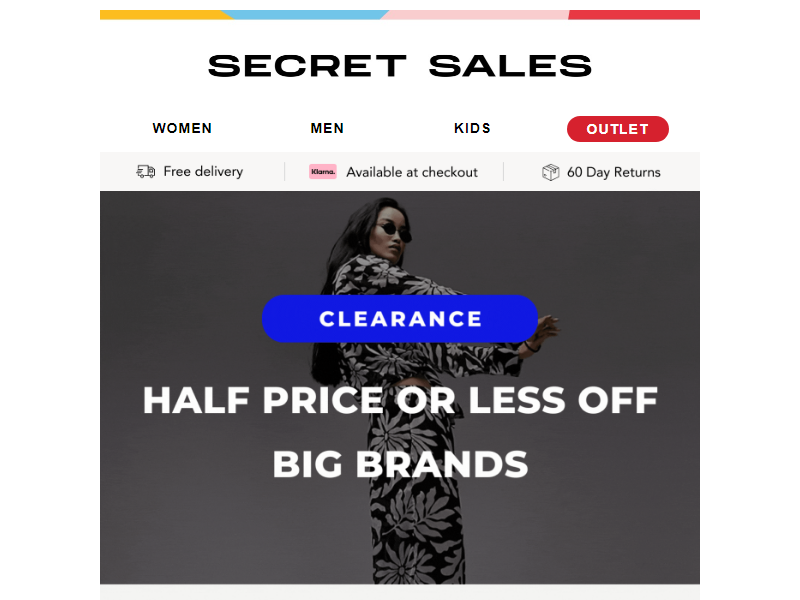 SECRET SALES
WOMEN MEN KIDS OUTLET
Free delivery Klarna. Available at checkout 60 Day Returns
CLEARANCE
HALF PRICE OR LESS OFF
BIG BRANDS